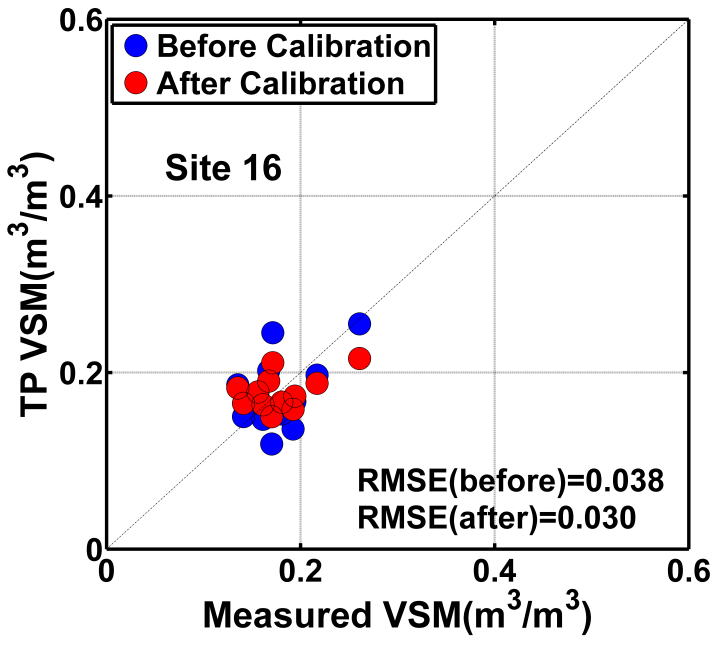 0.6
Before Calibration
After Calibration
Site 16
0.4
TP VSM(m³/m³)
0.2
RMSE(before)=0.038
RMSE(after)=0.030
0
0 0.2 0.4 0.6
Measured VSM(m³/m³)